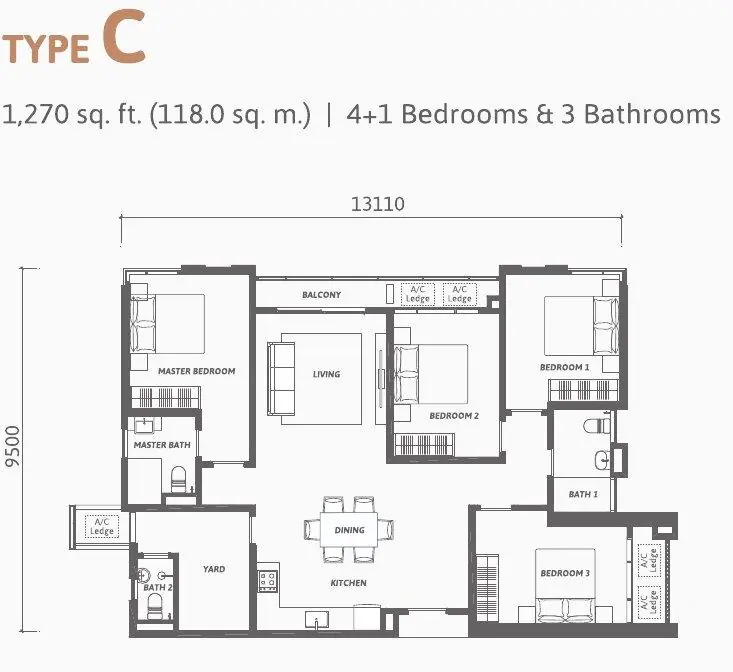 TYPE C
1,270 sq. ft. (118.0 sq. m.) | 4+1 Bedrooms & 3 Bathrooms
13110
9500
BALCONY
A/C
Ledge
A/C
Ledge
MASTER BEDROOM
LIVING
BEDROOM 1
BEDROOM 2
MASTER BATH
BATH 1
A/C
Ledge
DINING
YARD
KITCHEN
BATH 2
BEDROOM 3
A/C
Ledge
A/C
Ledge